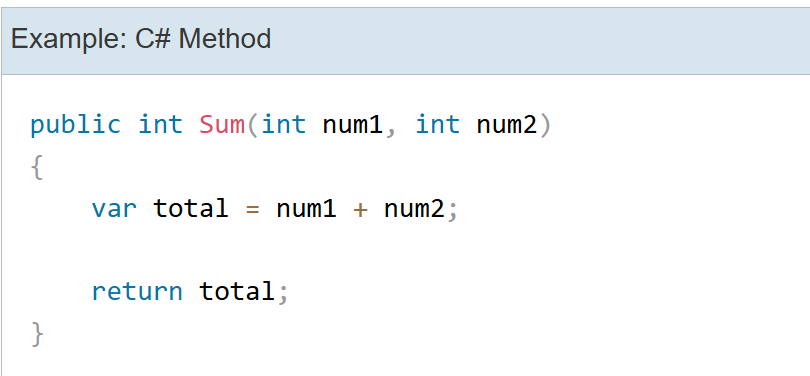 Example: C# Method
public int Sum(int num1, int num2)
{
    var total = num1 + num2;
    return total;
}